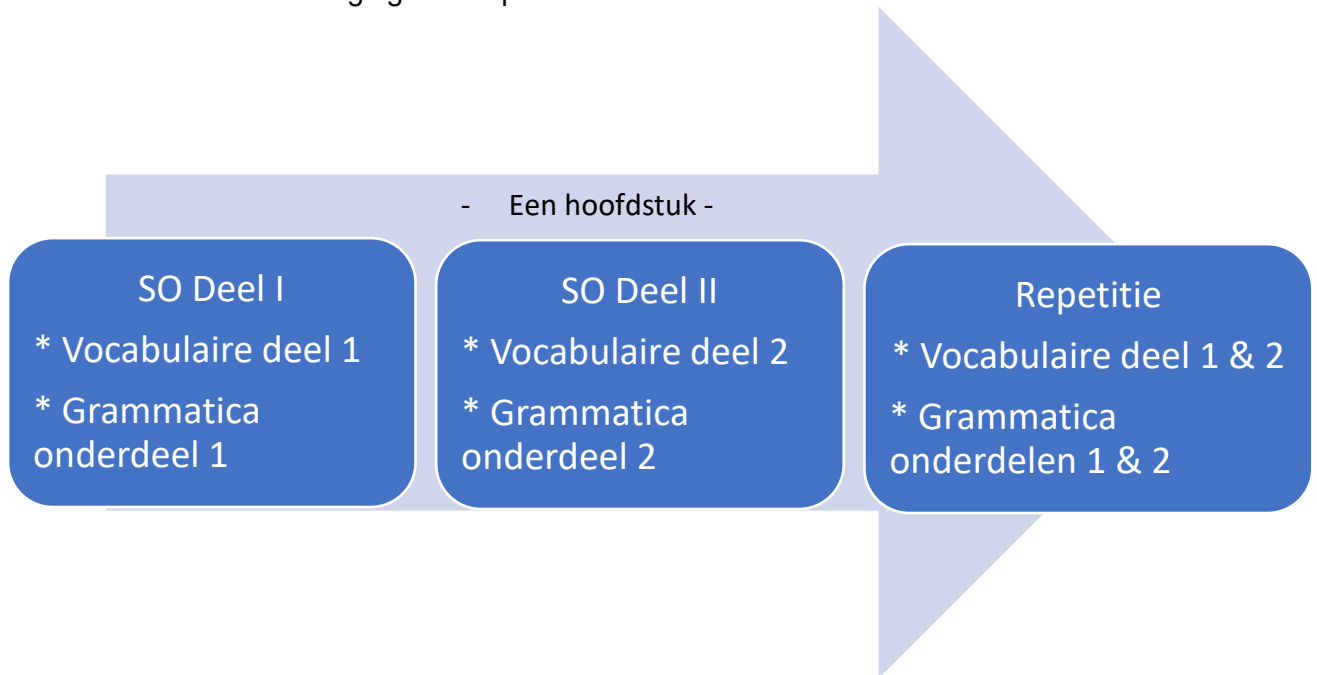 - Een hoofdstuk -
SO Deel I
* Vocabulaire deel 1
* Grammatica
onderdeel 1
SO Deel II
* Vocabulaire deel 2
* Grammatica
onderdeel 2
Repetitie
* Vocabulaire deel 1 & 2
* Grammatica
onderdelen 1 & 2